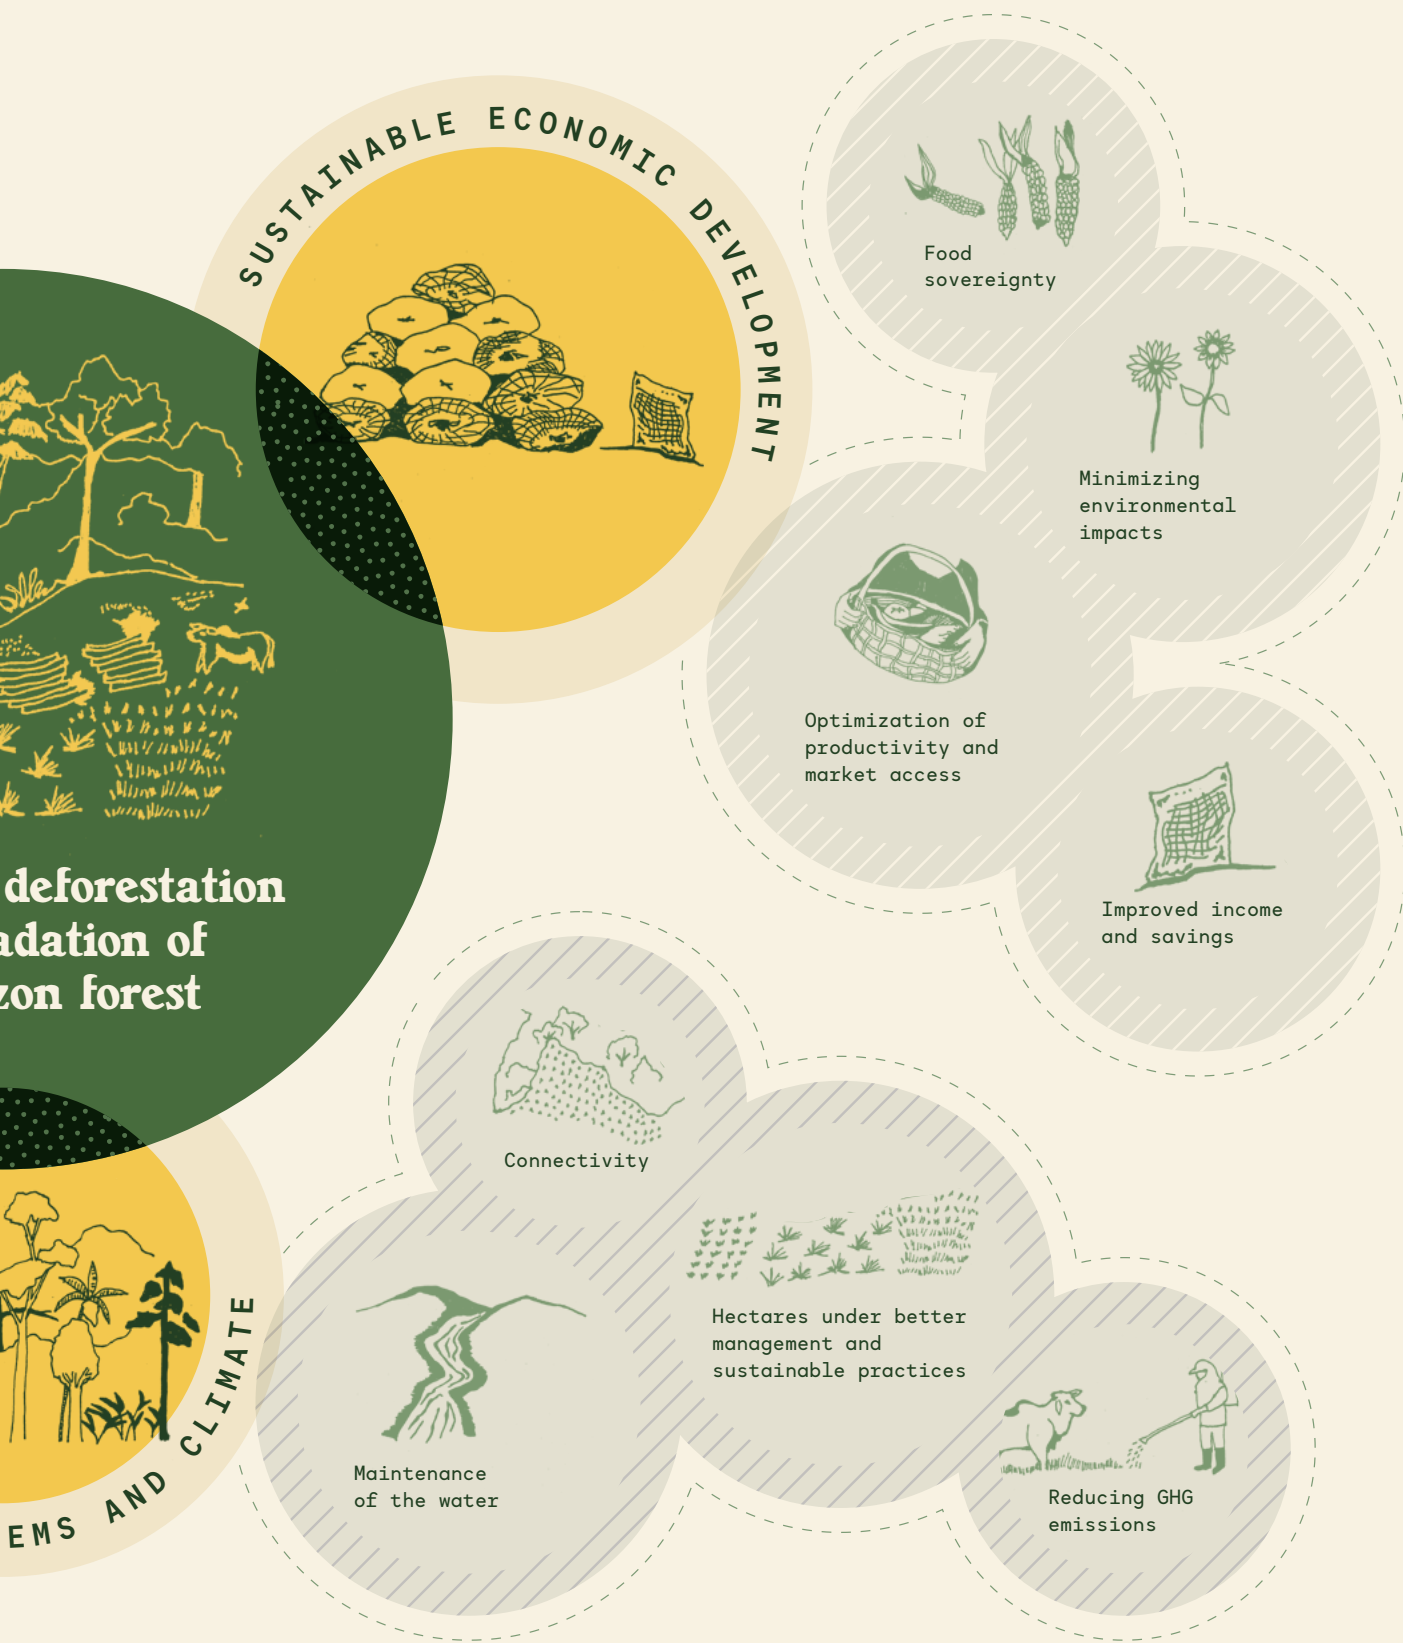 SUSTAINABLE ECONOMIC DEVELOPMENT
Food
sovereignty
Minimizing
environmental
impacts
Optimization of
productivity and
market access
Improved income
and savings
deforestation
adation of
zon forest
Connectivity
Hectares under better
management and
sustainable practices
Maintenance
of the water
Reducing GHG
emissions
EMS AND CLIMATE